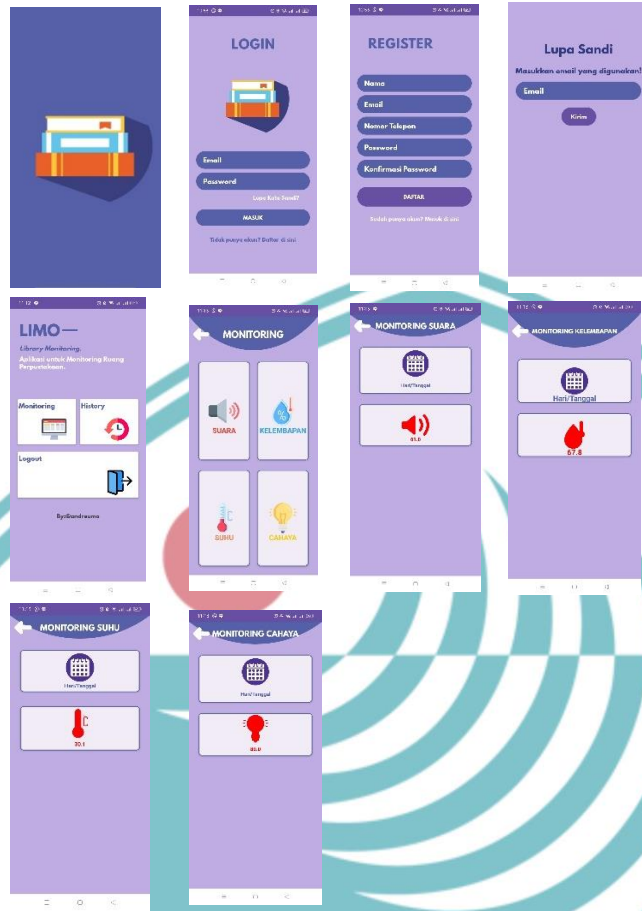 LOGIN
Email
Password
Lupa Kata Sandi?
MASUK
Tidak punya akun? Daftar di sini
REGISTER
Nama
Email
Nomor Telepon
Password
Konfirmasi Password
DAFTAR
Sudah punya akun? Masuk di sini
Lupa Sandi
Masukkan email yang digunakan!
Email
Kirim
LIMO—
Library Monitoring.
Aplikasi untuk Monitoring Ruang
Perpustakaan.
Monitoring
History
Logout
MONITORING
SUARA
KELEMBAPAN
SUHU
CAHAYA
MONITORING SUARA
Hari/Tanggal
MONITORING KELEMBAPAN
Hari/Tanggal
67.8
MONITORING SUHU
Hari/Tanggal
C
MONITORING CAHAYA
Hari/Tanggal